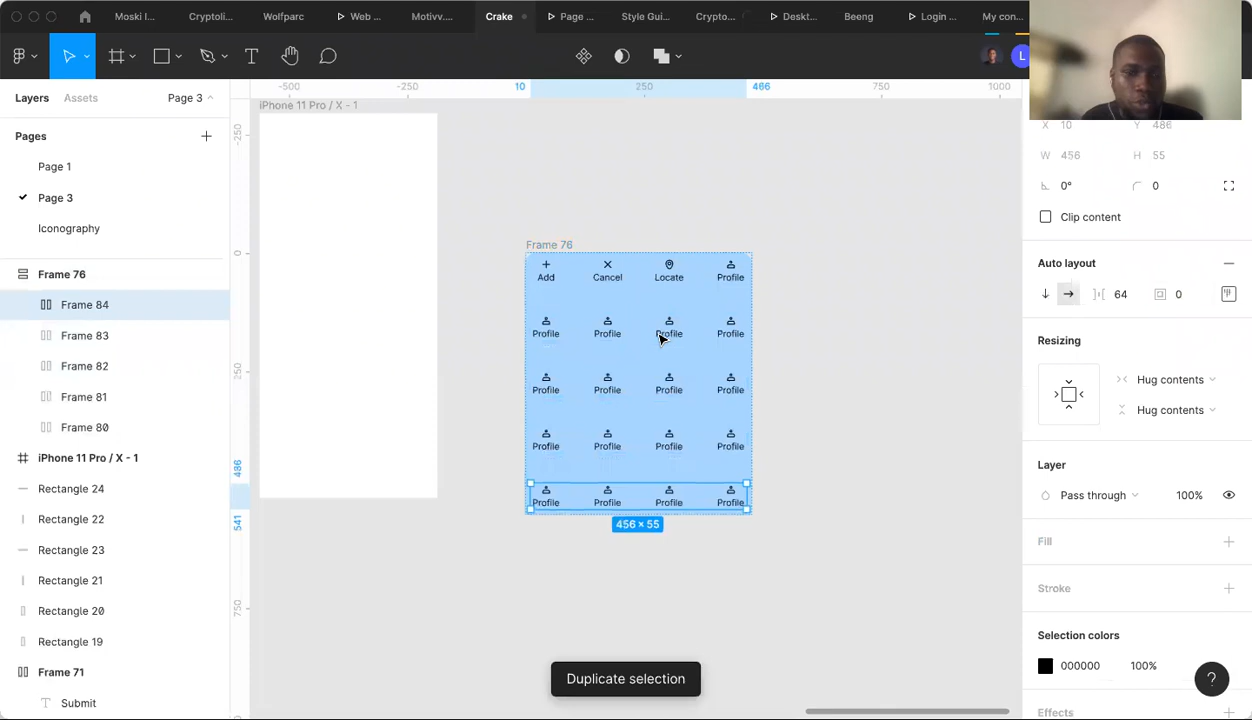 Moski I...
Cryptoli...
Wolfparc
Web ...
Motivv....
Crake
Page ...
Style Gui...
Crypto...
Deskt...
Beeng
Login ...
My con...
L
Layers
Assets
Page 3
-500
-250
10
250
466
750
1000
iPhone 11 Pro / X - 1
Pages
Page 1
Page 3
Iconography
Frame 76
Frame 84
Frame 83
Frame 82
Frame 81
Frame 80
iPhone 11 Pro / X - 1
Rectangle 24
Rectangle 22
Rectangle 23
Rectangle 21
Rectangle 20
Rectangle 19
Frame 71
Submit
-250
0
250
486
541
750
Frame 76
Add Cancel Locate Profile
Profile Profile Profile Profile
Profile Profile Profile Profile
Profile Profile Profile Profile
Profile Profile Profile Profile
456 × 55
Duplicate selection
X 10 Y 486
W 456 H 55
0° 0
Clip content
Auto layout
64 0
Resizing
Hug contents
Hug contents
Layer
Pass through 100%
Fill
Stroke
Selection colors
000000 100%
Effects
?